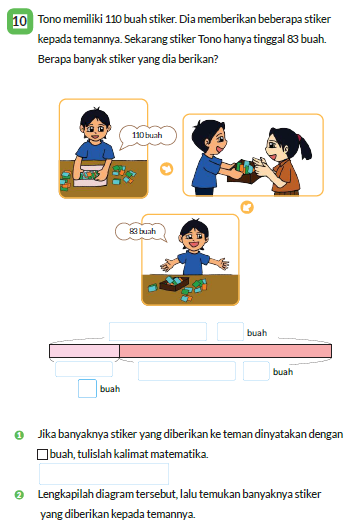 10 Tono memiliki 110 buah stiker. Dia memberikan beberapa stiker
kepada temannya. Sekarang stiker Tono hanya tinggal 83 buah.
Berapa banyak stiker yang dia berikan?
110 buah
83 buah
buah
buah
buah
1 Jika banyaknya stiker yang diberikan ke teman dinyatakan dengan
□ buah, tulislah kalimat matematika.
2 Lengkapilah diagram tersebut, lalu temukan banyaknya stiker
yang diberikan kepada temannya.